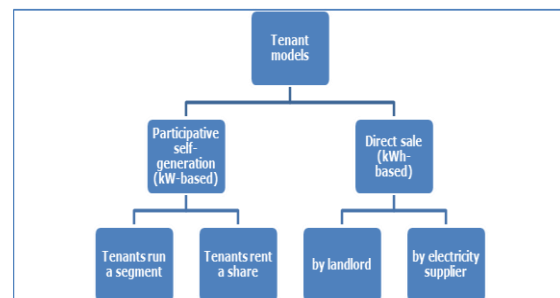 Tenant
models
Participative
self-
generation
(kW-based)
Direct sale
(kWh-
based)
Tenants run
a segment
Tenants rent
a share
by landlord
by electricity
supplier